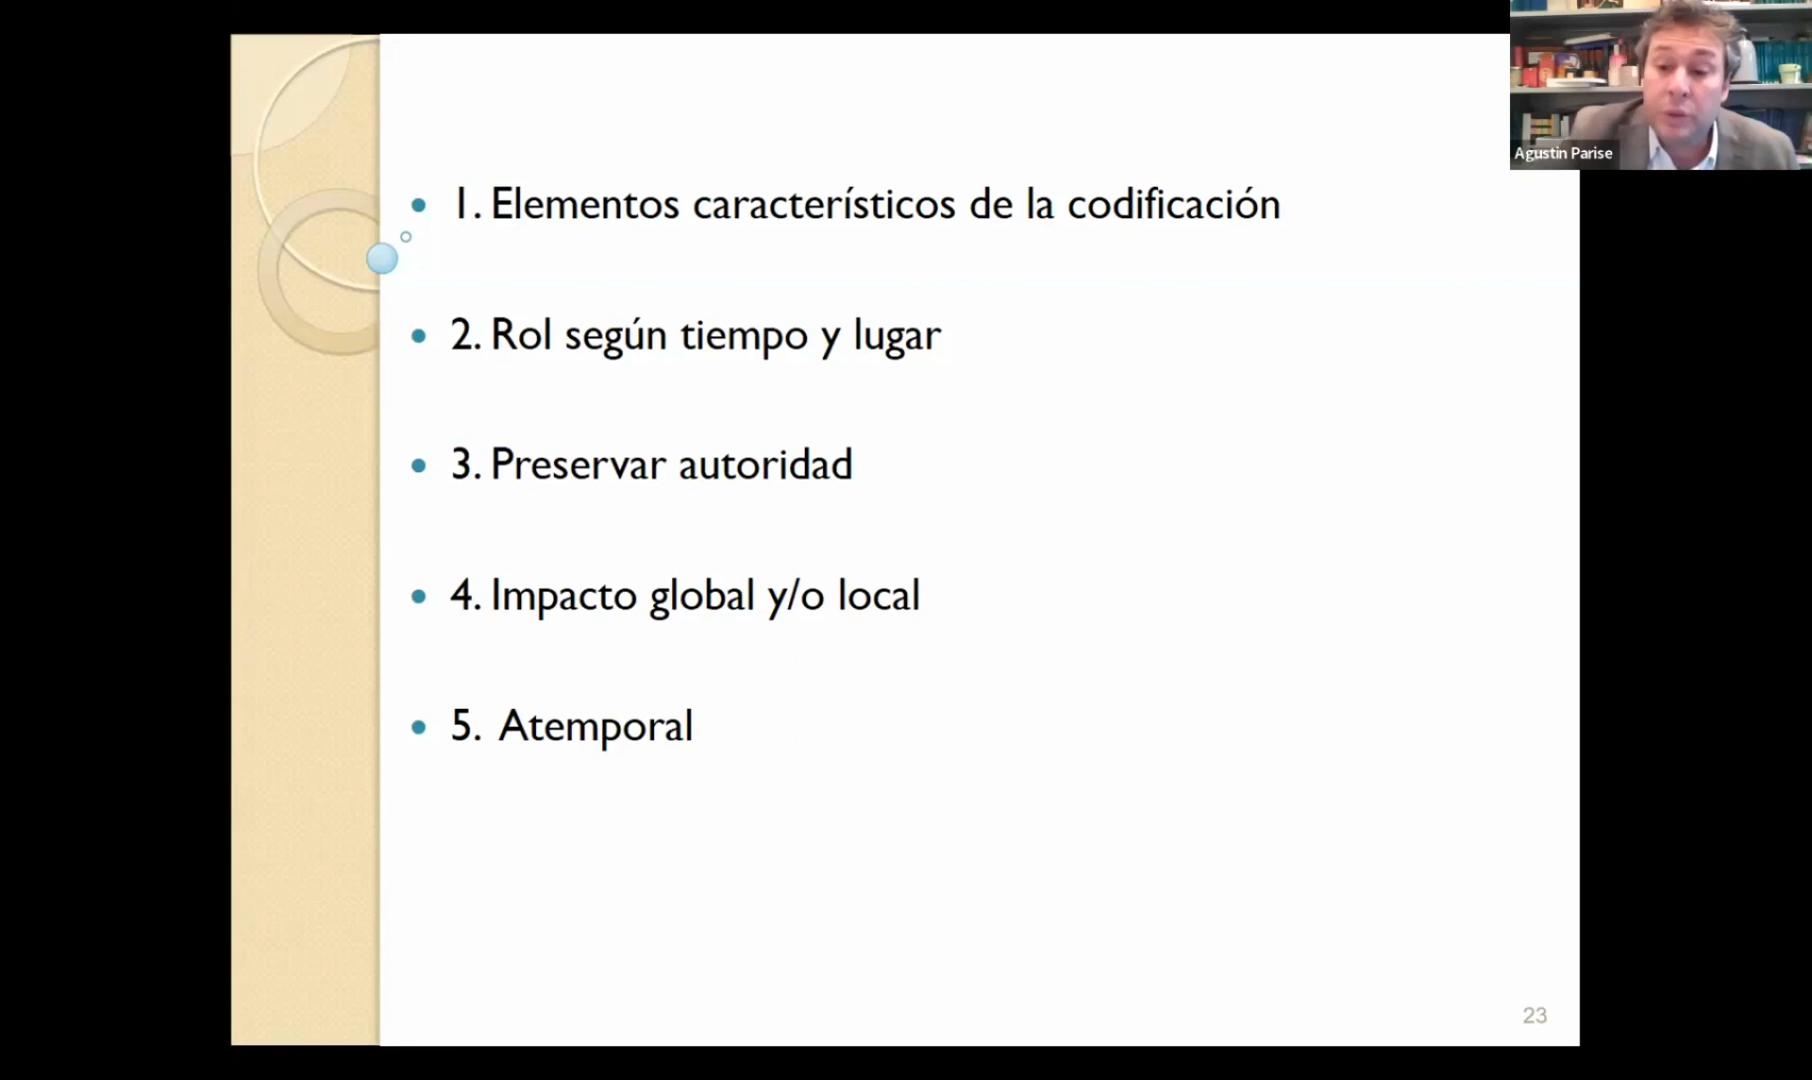 Agustin Parise
1. Elementos característicos de la codificación
2. Rol según tiempo y lugar
3. Preservar autoridad
4. Impacto global y/o local
5. Atemporal
23